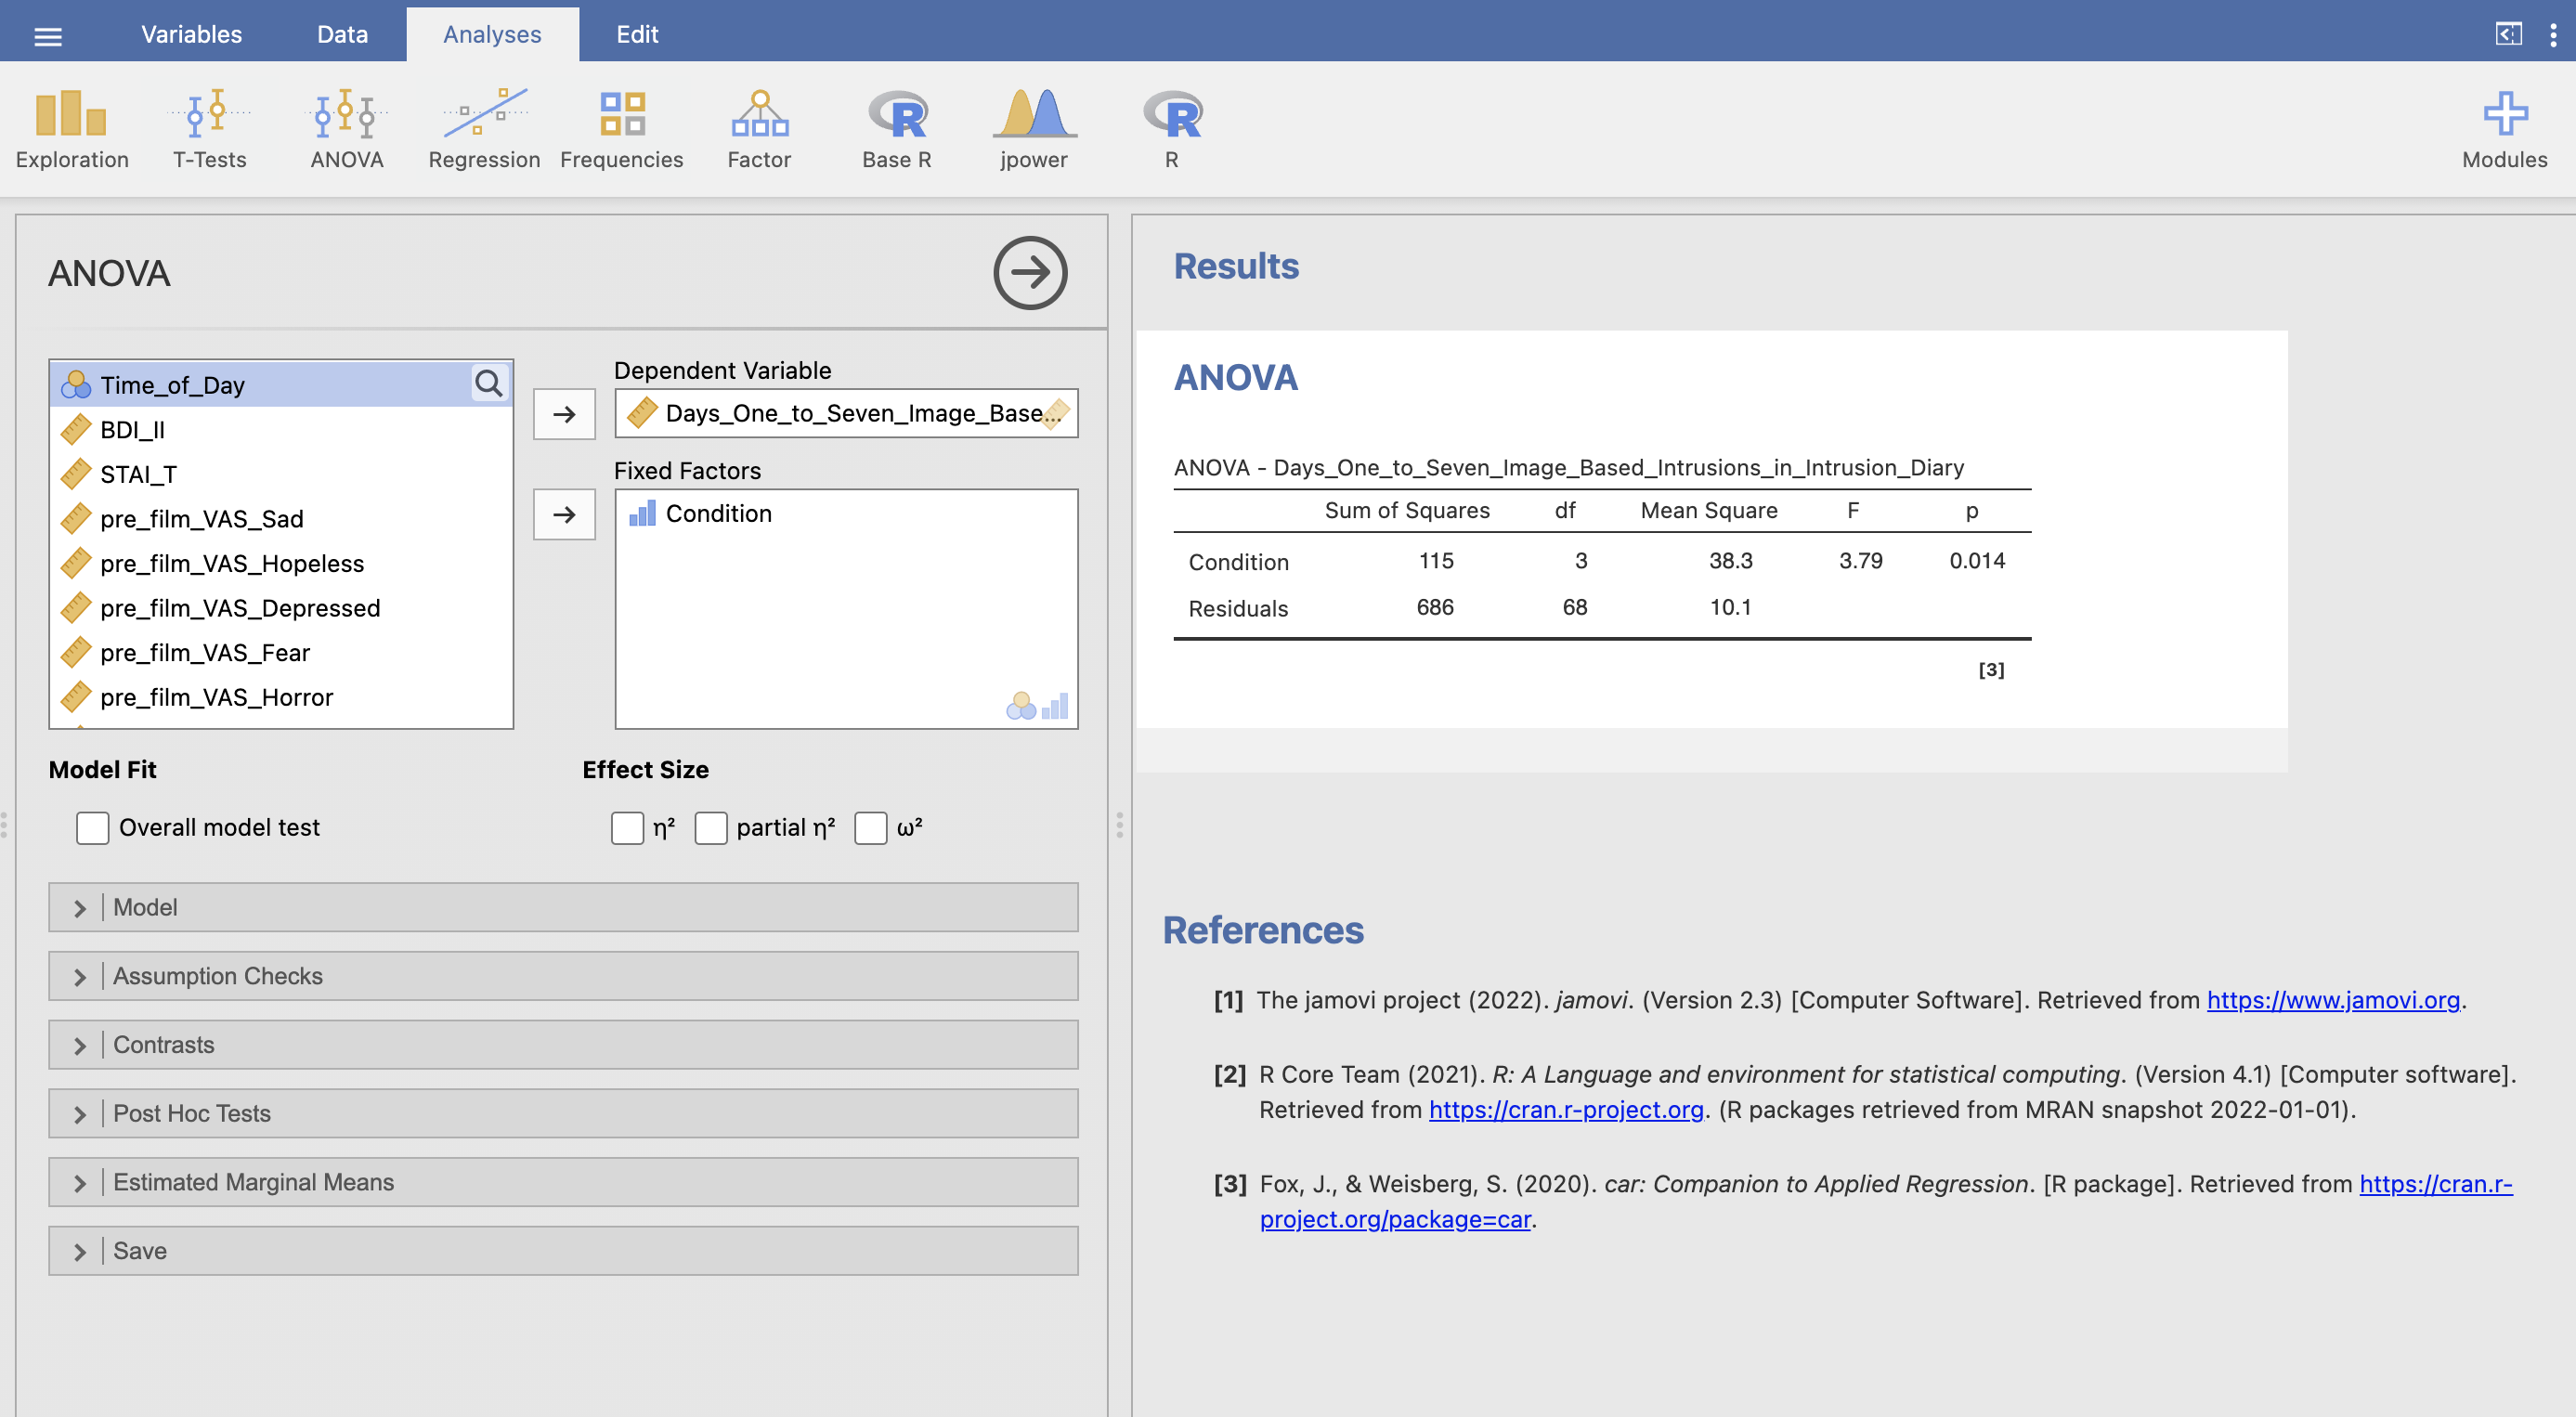 Variables Data Analyses Edit
Exploration T-Tests ANOVA Regression Frequencies Factor Base R jpower R Modules
ANOVA
Time_of_Day
BDI_II
STAI_T
pre_film_VAS_Sad
pre_film_VAS_Hopeless
pre_film_VAS_Depressed
pre_film_VAS_Fear
pre_film_VAS_Horror
Dependent Variable
Days_One_to_Seven_Image_Base...
Fixed Factors
Condition
Model Fit
Overall model test
Effect Size
η² partial η² ω²
Model
Assumption Checks
Contrasts
Post Hoc Tests
Estimated Marginal Means
Save
Results
ANOVA
ANOVA - Days_One_to_Seven_Image_Based_Intrusions_in_Intrusion_Diary
Sum of Squares df Mean Square F p
Condition 115 3 38.3 3.79 0.014
Residuals 686 68 10.1
[3]
References
[1] The jamovi project (2022). jamovi. (Version 2.3) [Computer Software]. Retrieved from https://www.jamovi.org.
[2] R Core Team (2021). R: A Language and environment for statistical computing. (Version 4.1) [Computer software].
Retrieved from https://cran.r-project.org. (R packages retrieved from MRAN snapshot 2022-01-01).
[3] Fox, J., & Weisberg, S. (2020). car: Companion to Applied Regression. [R package]. Retrieved from https://cran.r-
project.org/package=car.